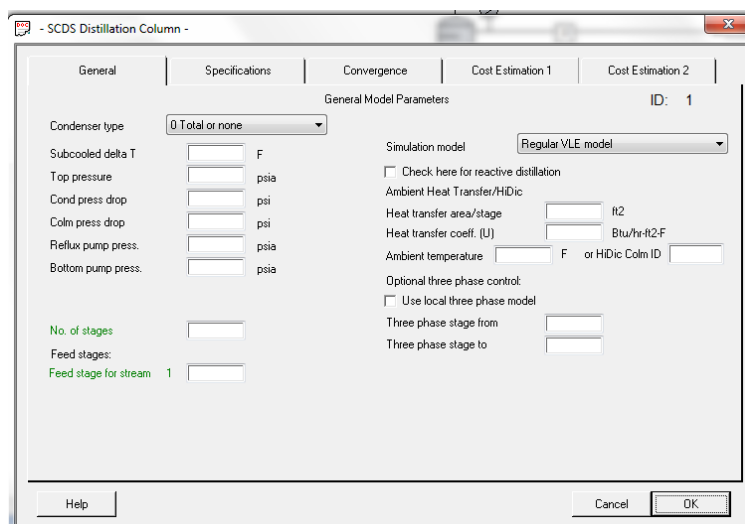 - SCDS Distillation Column -
General
Specifications
Convergence
Cost Estimation 1
Cost Estimation 2
General Model Parameters
ID: 1
Condenser type
0 Total or none
Subcooled delta T
F
Top pressure
psia
Cond press drop
psi
Colm press drop
psi
Reflux pump press.
psia
Bottom pump press.
psia
No. of stages
Feed stages:
Feed stage for stream 1
Simulation model
Regular VLE model
Check here for reactive distillation
Ambient Heat Transfer/HiDic
Heat transfer area/stage
ft2
Heat transfer coeff. (U)
Btu/hr-ft2-F
Ambient temperature
F
or HiDic Colm ID
Optional three phase control:
Use local three phase model
Three phase stage from
Three phase stage to
Help
Cancel
OK